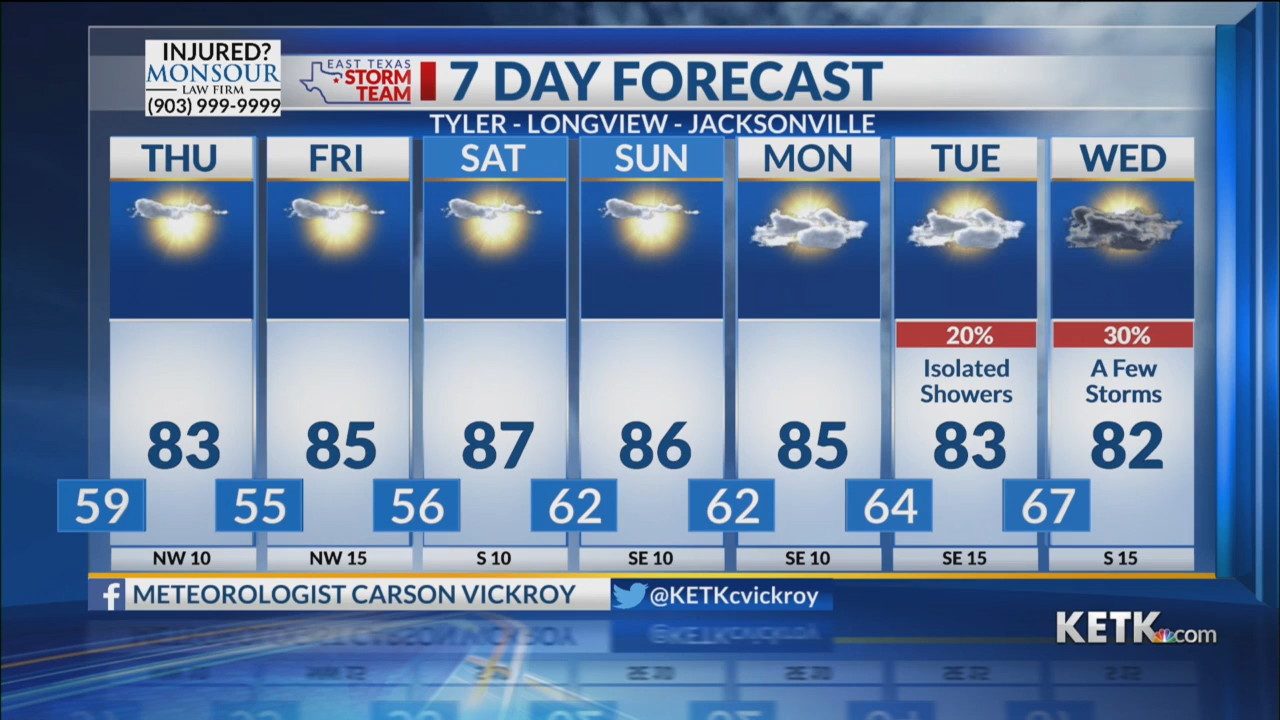 INJURED?
MONSOUR
LAW FIRM
(903) 999-9999
EAST TEXAS
STORM
TEAM
7 DAY FORECAST
TYLER - LONGVIEW - JACKSONVILLE
THU FRI SAT SUN MON TUE WED
20% 30%
Isolated
Showers
A Few
Storms
83 85 87 86 85 83 82
59 55 56 62 62 64 67
NW 10 NW 15 S 10 SE 10 SE 10 SE 15 S 15
f METEOROLOGIST CARSON VICKROY @KETKcvickroy
KETK.com